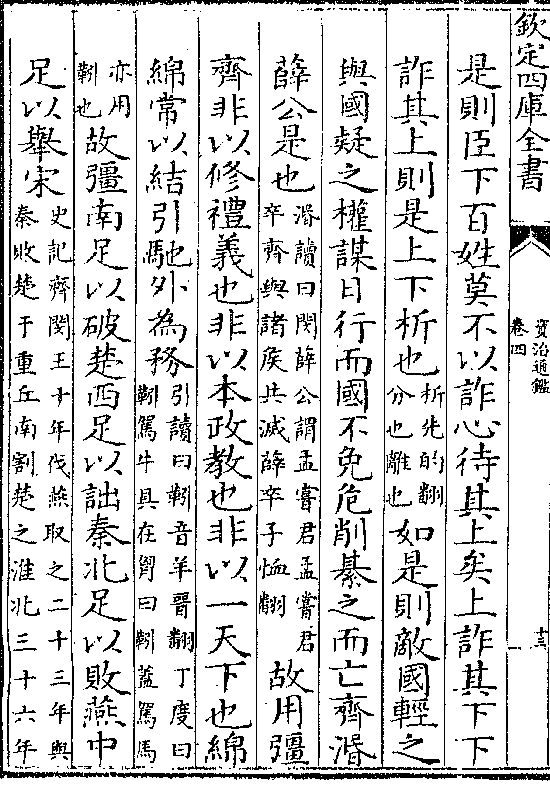 欽定四庫全書
資治通鑑
卷四
十三
是則臣下百姓莫不以詐心待其上矣上詐其下下
詐其上則是上下析也析先的翻分也離也如是則敵國輕之
與國疑之權謀日行而國不免危削綦之而亡齊湣
薛公是也湣讀曰閔薛公謂孟嘗君孟嘗君卒齊與諸侯共滅薛卒子恤翻故用彊
齊非以修禮義也非以本政教也非以一天下也綿
綿常以結引馳外為務引讀曰靷音羊晉翻丁度曰靷駕牛具在胷曰靷蓋駕馬
亦用靷也故彊南足以破楚西足以詘秦北足以敗燕中
足以舉宋史記齊閔王十年伐燕取之二十三年與秦敗楚于重丘南割楚之淮北三十六年